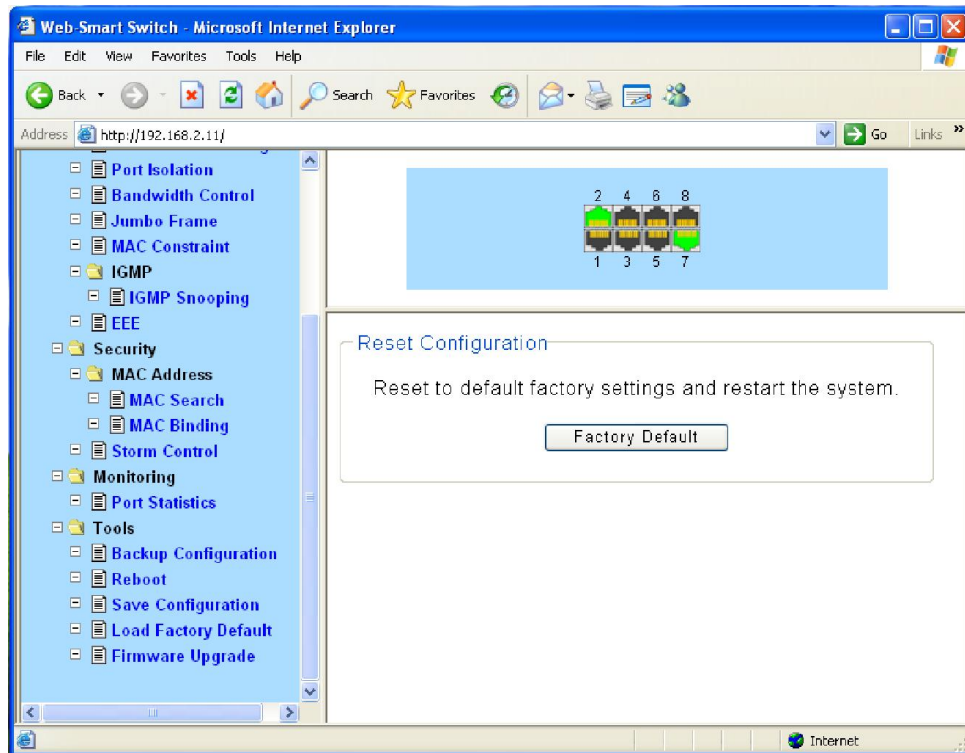 Web-Smart Switch - Microsoft Internet Explorer
File Edit View Favorites Tools Help
Back Search Favorites
Address http://192.168.2.11/ Go Links »
Port Isolation
Bandwidth Control
Jumbo Frame
MAC Constraint
IGMP
IGMP Snooping
EEE
Security
MAC Address
MAC Search
MAC Binding
Storm Control
Monitoring
Port Statistics
Tools
Backup Configuration
Reboot
Save Configuration
Load Factory Default
Firmware Upgrade
2 4 6 8
1 3 5 7
Reset Configuration
Reset to default factory settings and restart the system.
Factory Default
Internet